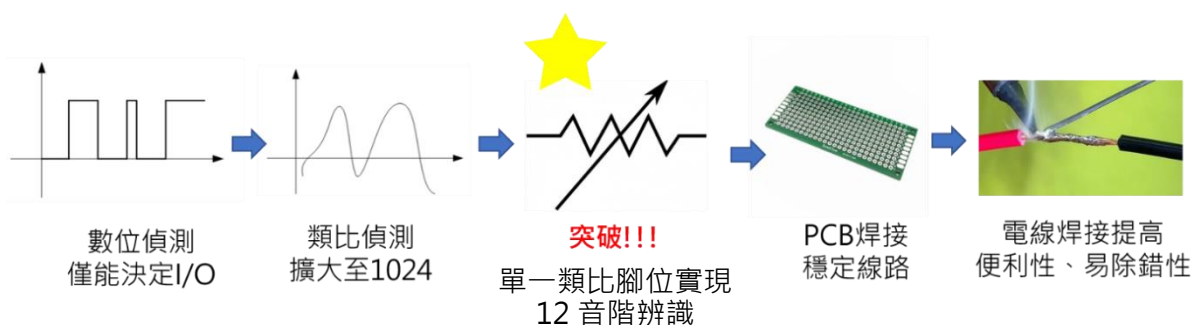 數位偵測
僅能決定I/O
類比偵測
擴大至1024
突破!!!
單一類比腳位實現
12 音階辨識
PCB焊接
穩定線路
電線焊接提高
便利性、易除錯性